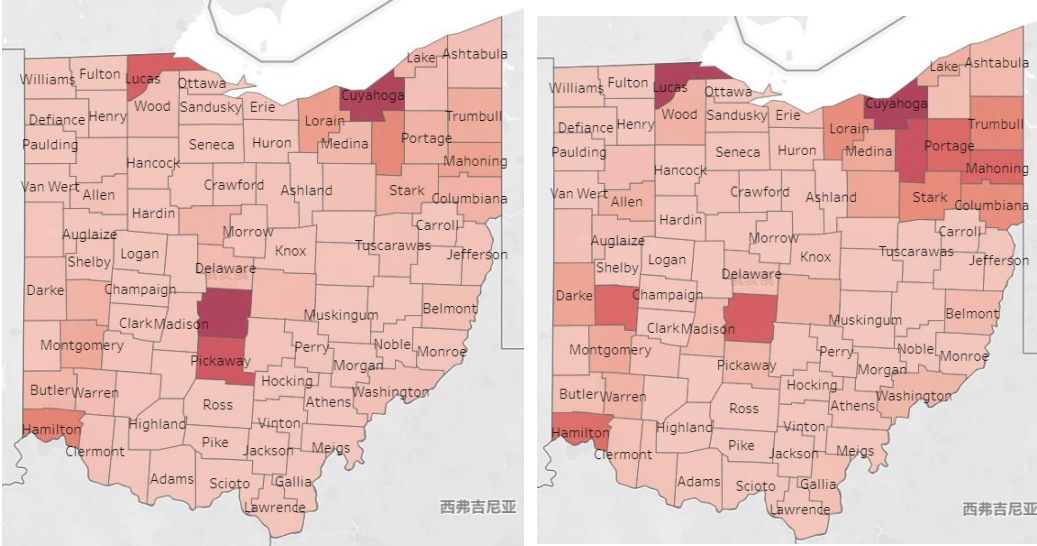 Lake Ashtabula
Williams Fulton Lucas Ottawa Cuyahoga
Wood Sandusky Erie
Defiance Henry Lorain Trumbull
Paulding Seneca Huron Medina Portage
Hancock Mahoning
Van Wert Allen Crawford Ashland Stark Columbiana
Hardin
Auglaize Morrow Carroll
Logan Knox Tuscarawas
Shelby Delaware Jefferson
Darke Champaign
Clark Madison Muskingum Belmont
Montgomery Pickaway Perry Noble Monroe
Morgan
Butler Warren Hocking Washington
Ross Athens
Hamilton Highland Vinton
Clermont Pike Jackson Meigs
Adams Scioto Gallia
Lawrence
西弗吉尼亚
Lake Ashtabula
Williams Fulton Lucas Ottawa Cuyahoga
Wood Sandusky Erie
Defiance Henry Lorain Trumbull
Paulding Seneca Huron Medina Portage
Hancock Mahoning
Van Wert Allen Crawford Ashland Stark Columbiana
Hardin
Auglaize Morrow Carroll
Logan Knox Tuscarawas
Shelby Delaware Jefferson
Darke Champaign
Clark Madison Muskingum Belmont
Montgomery Pickaway Perry Noble Monroe
Morgan
Butler Warren Hocking Washington
Ross Athens
Hamilton Highland Vinton
Clermont Pike Jackson Meigs
Adams Scioto Gallia
Lawrence
西弗吉尼亚